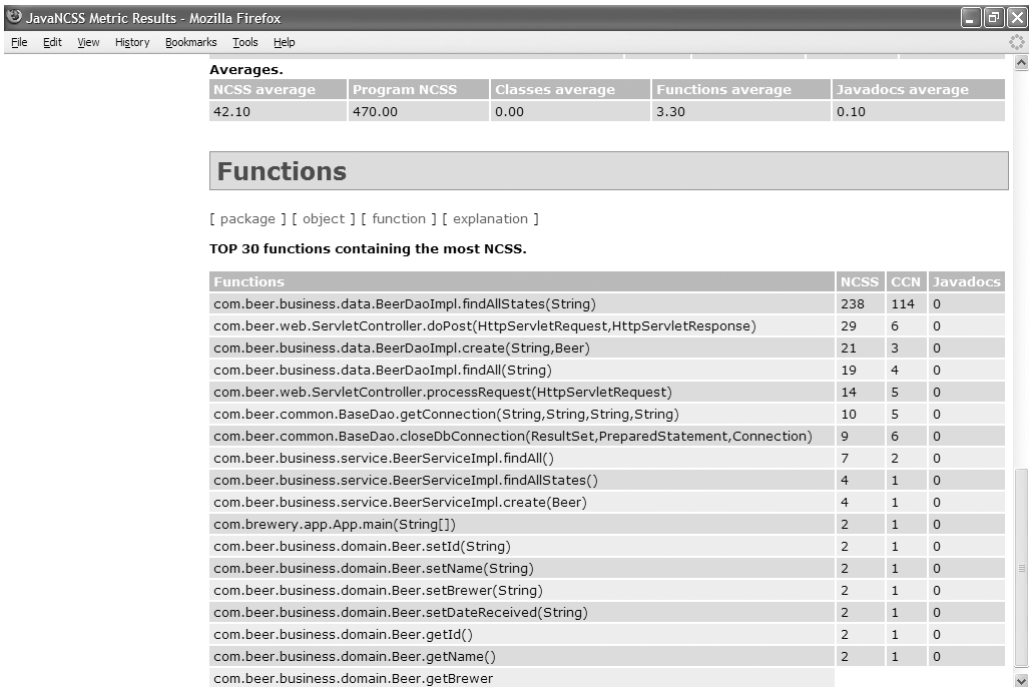 JavaNCSS Metric Results - Mozilla Firefox
File Edit View History Bookmarks Tools Help
Averages.
NCSS average Program NCSS Classes average Functions average Javadocs average
42.10 470.00 0.00 3.30 0.10
Functions
[ package ] [ object ] [ function ] [ explanation ]
TOP 30 functions containing the most NCSS.
Functions NCSS CCN Javadocs
com.beer.business.data.BeerDaoImpl.findAllStates(String) 238 114 0
com.beer.web.ServletController.doPost(HttpServletRequest,HttpServletResponse) 29 6 0
com.beer.business.data.BeerDaoImpl.create(String,Beer) 21 3 0
com.beer.business.data.BeerDaoImpl.findAll(String) 19 4 0
com.beer.web.ServletController.processRequest(HttpServletRequest) 14 5 0
com.beer.common.BaseDao.getConnection(String,String,String,String) 10 5 0
com.beer.common.BaseDao.closeDbConnection(ResultSet,PreparedStatement,Connection) 9 6 0
com.beer.business.service.BeerServiceImpl.findAll() 7 2 0
com.beer.business.service.BeerServiceImpl.findAllStates() 4 1 0
com.beer.business.service.BeerServiceImpl.create(Beer) 4 1 0
com.brewery.app.App.main(String[]) 2 1 0
com.beer.business.domain.Beer.setId(String) 2 1 0
com.beer.business.domain.Beer.setName(String) 2 1 0
com.beer.business.domain.Beer.setBrewer(String) 2 1 0
com.beer.business.domain.Beer.setDateReceived(String) 2 1 0
com.beer.business.domain.Beer.getId() 2 1 0
com.beer.business.domain.Beer.getName() 2 1 0
com.beer.business.domain.Beer.getBrewer